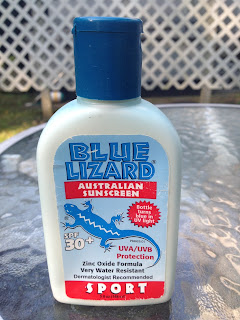 BLUE
LIZARD®
AUSTRALIAN
SUNSCREEN
Bottle
turns
blue in
UV light
SPF
30+
UVA/UVB
Protection
Zinc Oxide Formula
Very Water Resistant
Dermatologist Recommended
SPORT